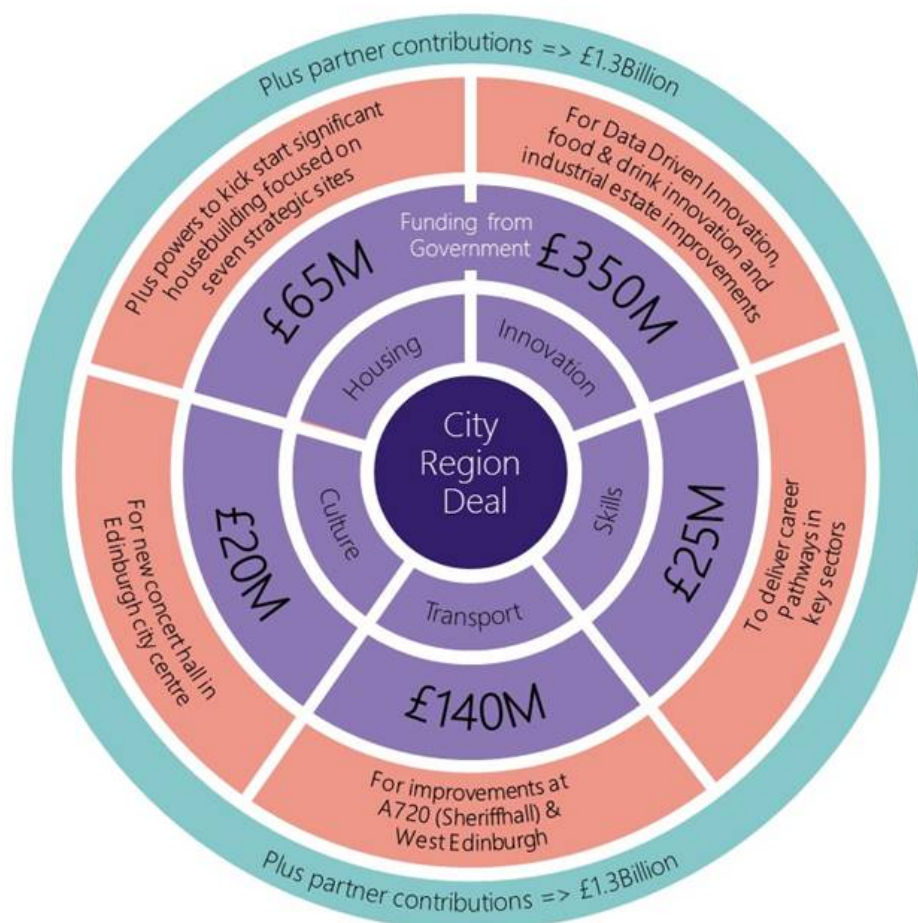 Plus partner contributions => £1.3Billion
Plus powers to kick start significant
housebuilding focused on
seven strategic sites
For Data Driven Innovation,
food & drink innovation and
industrial estate improvements
Funding from
Government
£65M
£350M
Housing
Innovation
City
Region
Deal
Culture
Skills
Transport
£20M
£25M
£140M
For new concert hall in
Edinburgh city centre
To deliver career
Pathways in
key sectors
For improvements at
A720 (Sheriffhall) &
West Edinburgh
Plus partner contributions => £1.3Billion